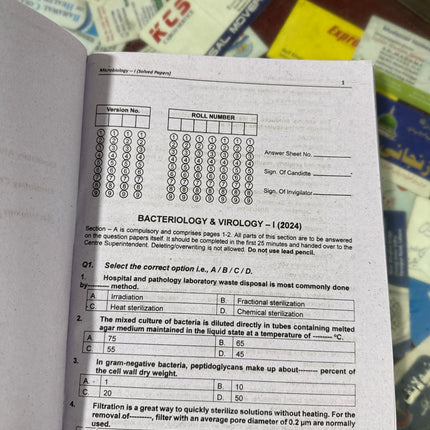 KCS
Microbiology – I (Solved Papers)
1
Version No.
ROLL NUMBER
Answer Sheet No.
Sign. Of Candidte
Sign. Of Invigilator
BACTERIOLOGY & VIROLOGY – I (2024)
Section – A is compulsory and comprises pages 1-2. All parts of this section are to be answered
on the question papers itself. It should be completed in the first 25 minutes and handed over to the
Centre Superintendent. Deleting/overwriting is not allowed. Do not use lead pencil.
Q1. Select the correct option i.e., A / B / C / D.
1. Hospital and pathology laboratory waste disposal is most commonly done
by--------- method.
A. Irradiation B. Fractional sterilization
C. Heat sterilization D. Chemical sterilization
2. The mixed culture of bacteria is diluted directly in tubes containing melted
agar medium maintained in the liquid state at a temperature of -------- °C.
A 75 B. 65
C. 55 D. 45
3. In gram-negative bacteria, peptidoglycans make up about-------- percent of
the cell wall dry weight.
A. 1 B. 10
C. 20 D. 50
4. Filtration is a great way to quickly sterilize solutions without heating. For the
removal of---------, filter with an average pore diameter of 0.2 μm are normally
used.